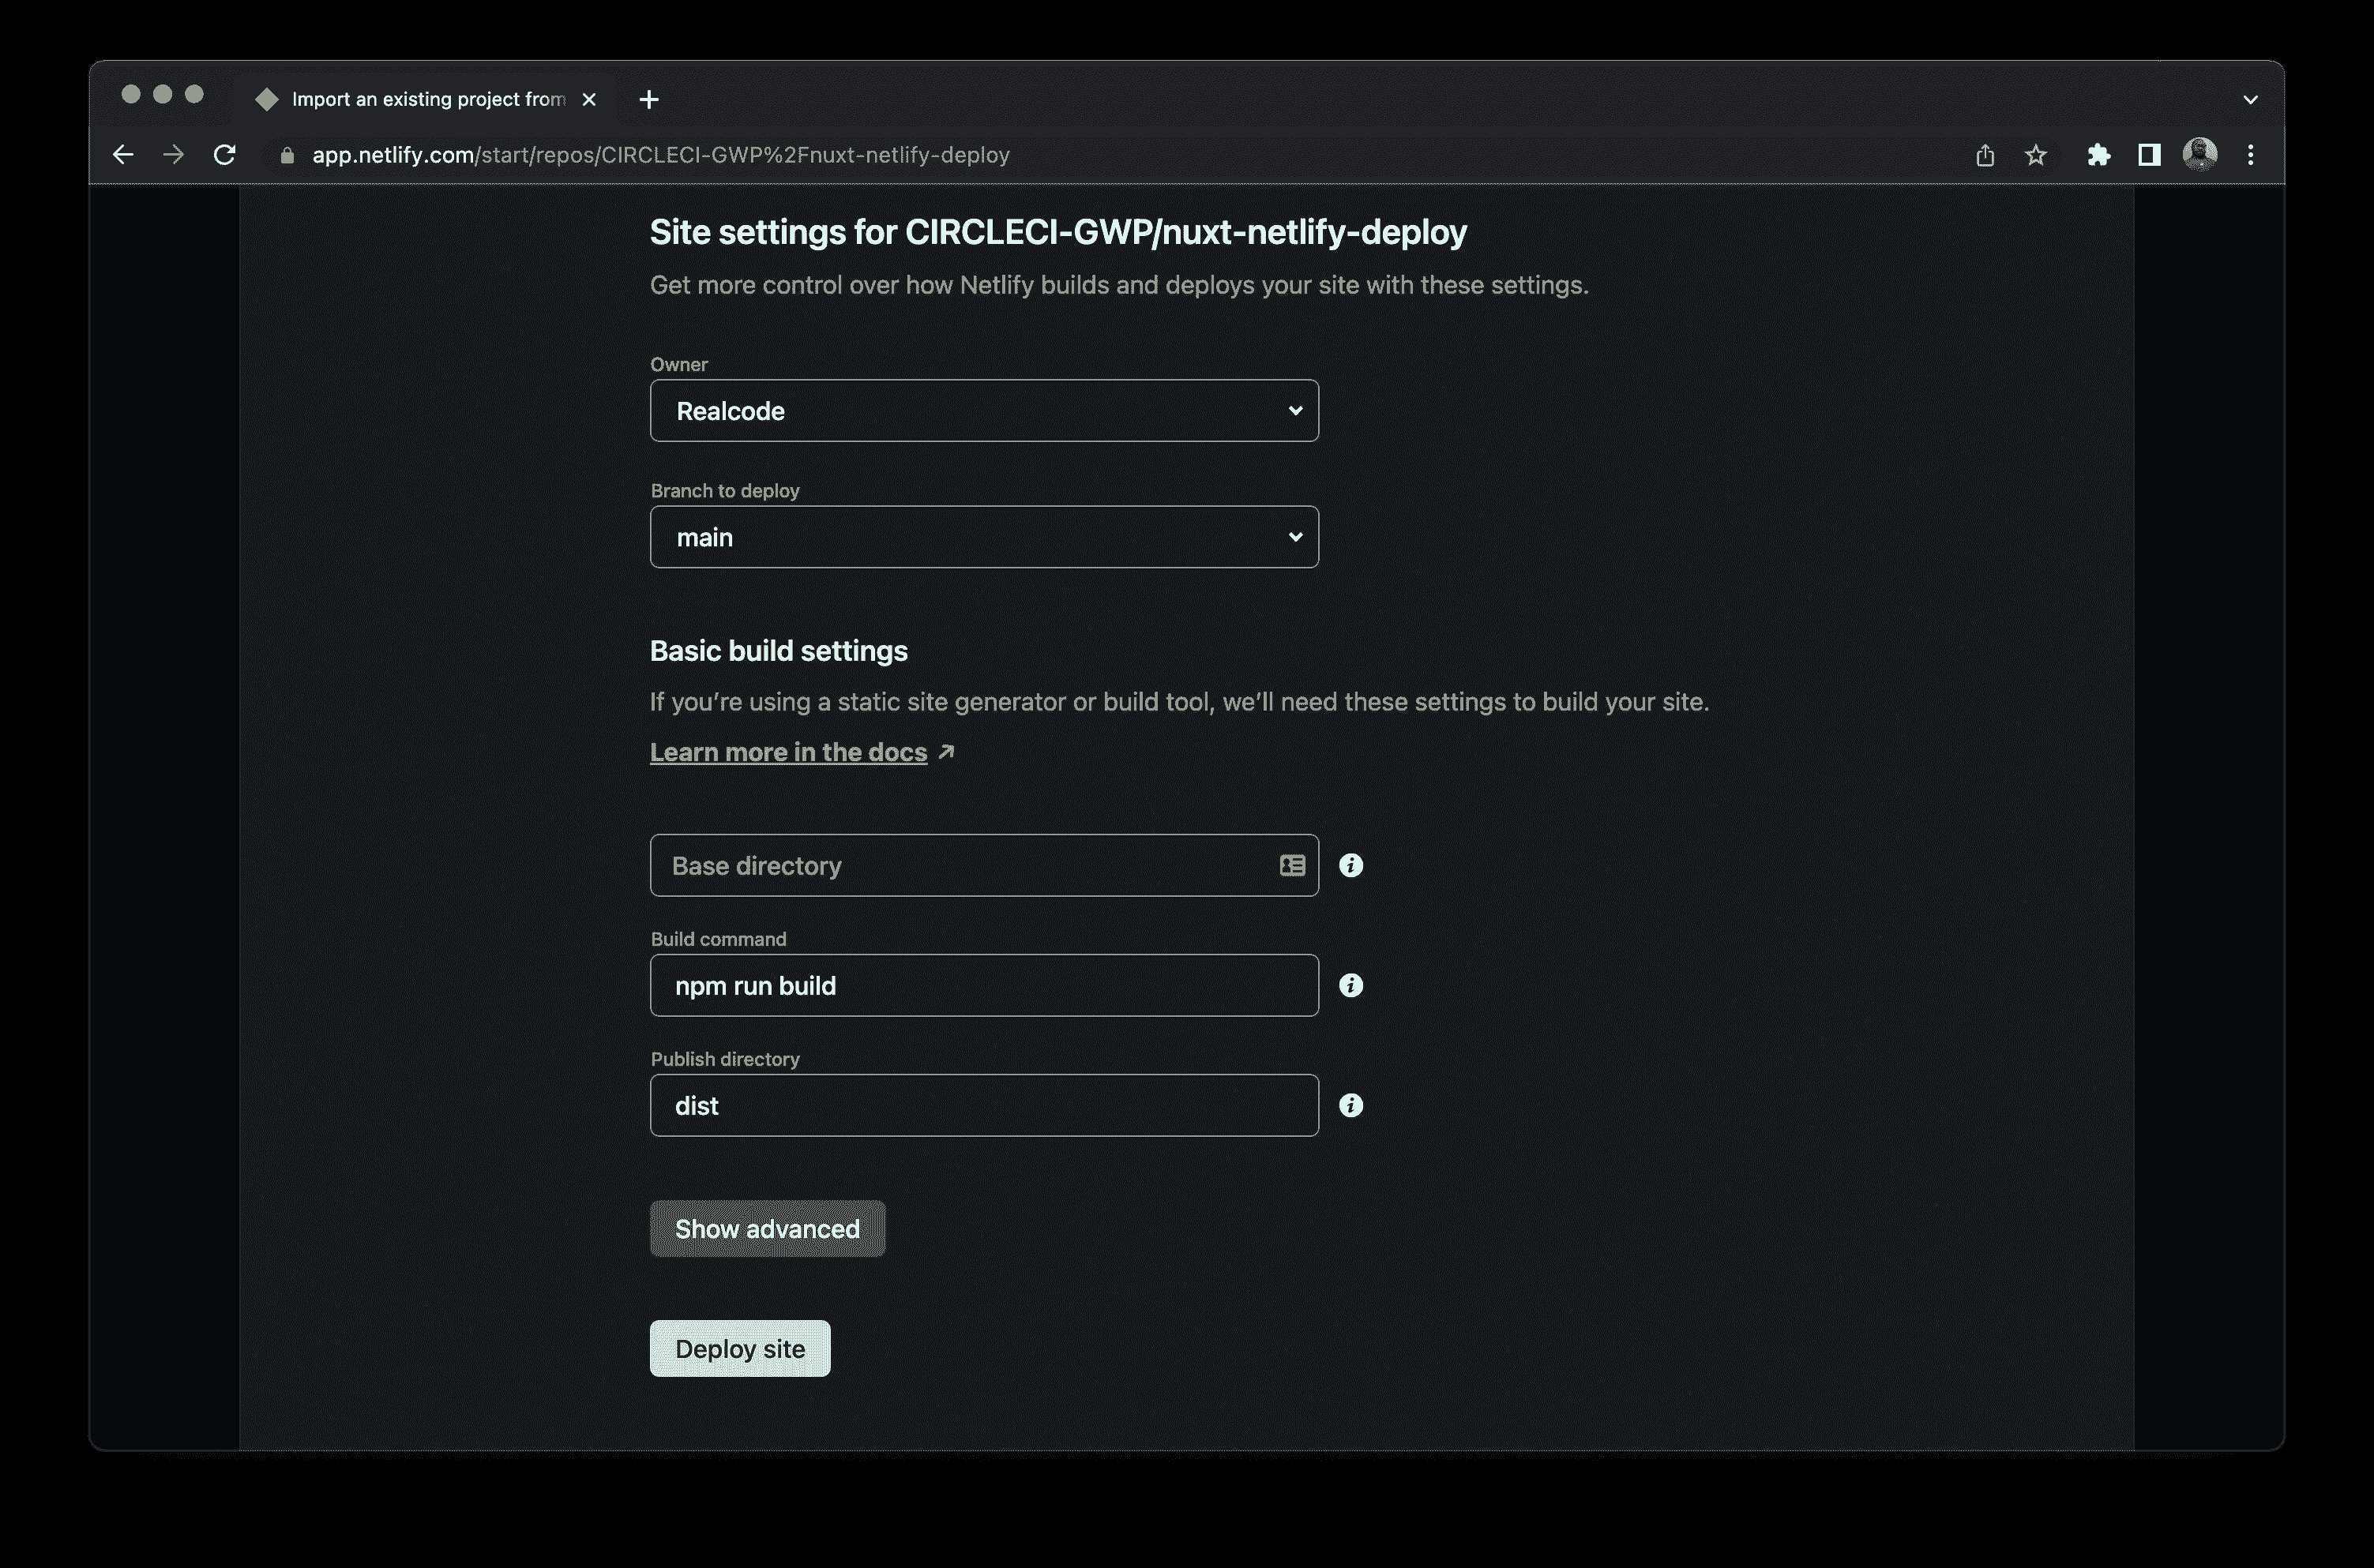 Import an existing project from
app.netlify.com/start/repos/CIRCLECI-GWP%2Fnuxt-netlify-deploy
Site settings for CIRCLECI-GWP/nuxt-netlify-deploy
Get more control over how Netlify builds and deploys your site with these settings.
Owner
Realcode
Branch to deploy
main
Basic build settings
If you’re using a static site generator or build tool, we’ll need these settings to build your site.
Learn more in the docs ↗
Base directory
Build command
npm run build
Publish directory
dist
Show advanced
Deploy site